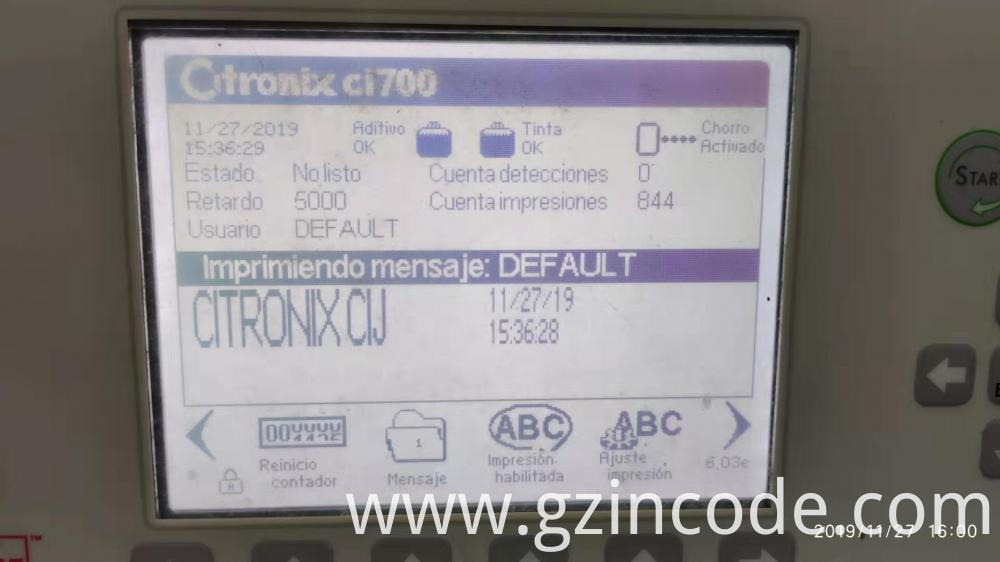 Citronix ci700
11/27/2019 Aditivo Tinta Chorro
15:36:29 OK OK Activado
Estado No listo Cuenta detecciones 0
Retardo 5000 Cuenta impresiones 844
Usuario DEFAULT
Imprimiendo mensaje: DEFAULT
CITRONIX CIJ 11/27/19
15:36:28
ABC ABC
1
Reinicio Impresión Ajuste 6,03e
contador Mensaje habilitada impresión
START
www.gzincode.com
2019/11/27 16:00